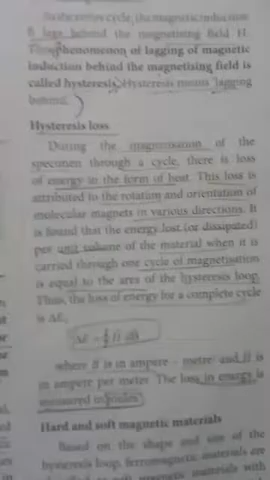 In the entire cycle, the magnetic induction
B lags behind the magnetising field H.
This phenomenon of lagging of magnetic
induction behind the magnetising field is
called hysteresis. Hysteresis means 'lagging
behind'.
Hysteresis loss
During the magnetisation of the
specimen through a cycle, there is loss
of energy in the form of heat. This loss is
attributed to the rotation and orientation of
molecular magnets in various directions. It
is found that the energy lost (or dissipated)
per unit volume of the material when it is
carried through one cycle of magnetisation
is equal to the area of the hysteresis loop.
Thus, the loss of energy for a complete cycle
is ΔE,
ΔE = ∮ H dB
where B is in ampere – metre and H is
in ampere per meter. The loss in energy is
measured in joules.
Hard and soft magnetic materials
Based on the shape and size of the
hysteresis loop, ferromagnetic materials are
soft magnetic materials with